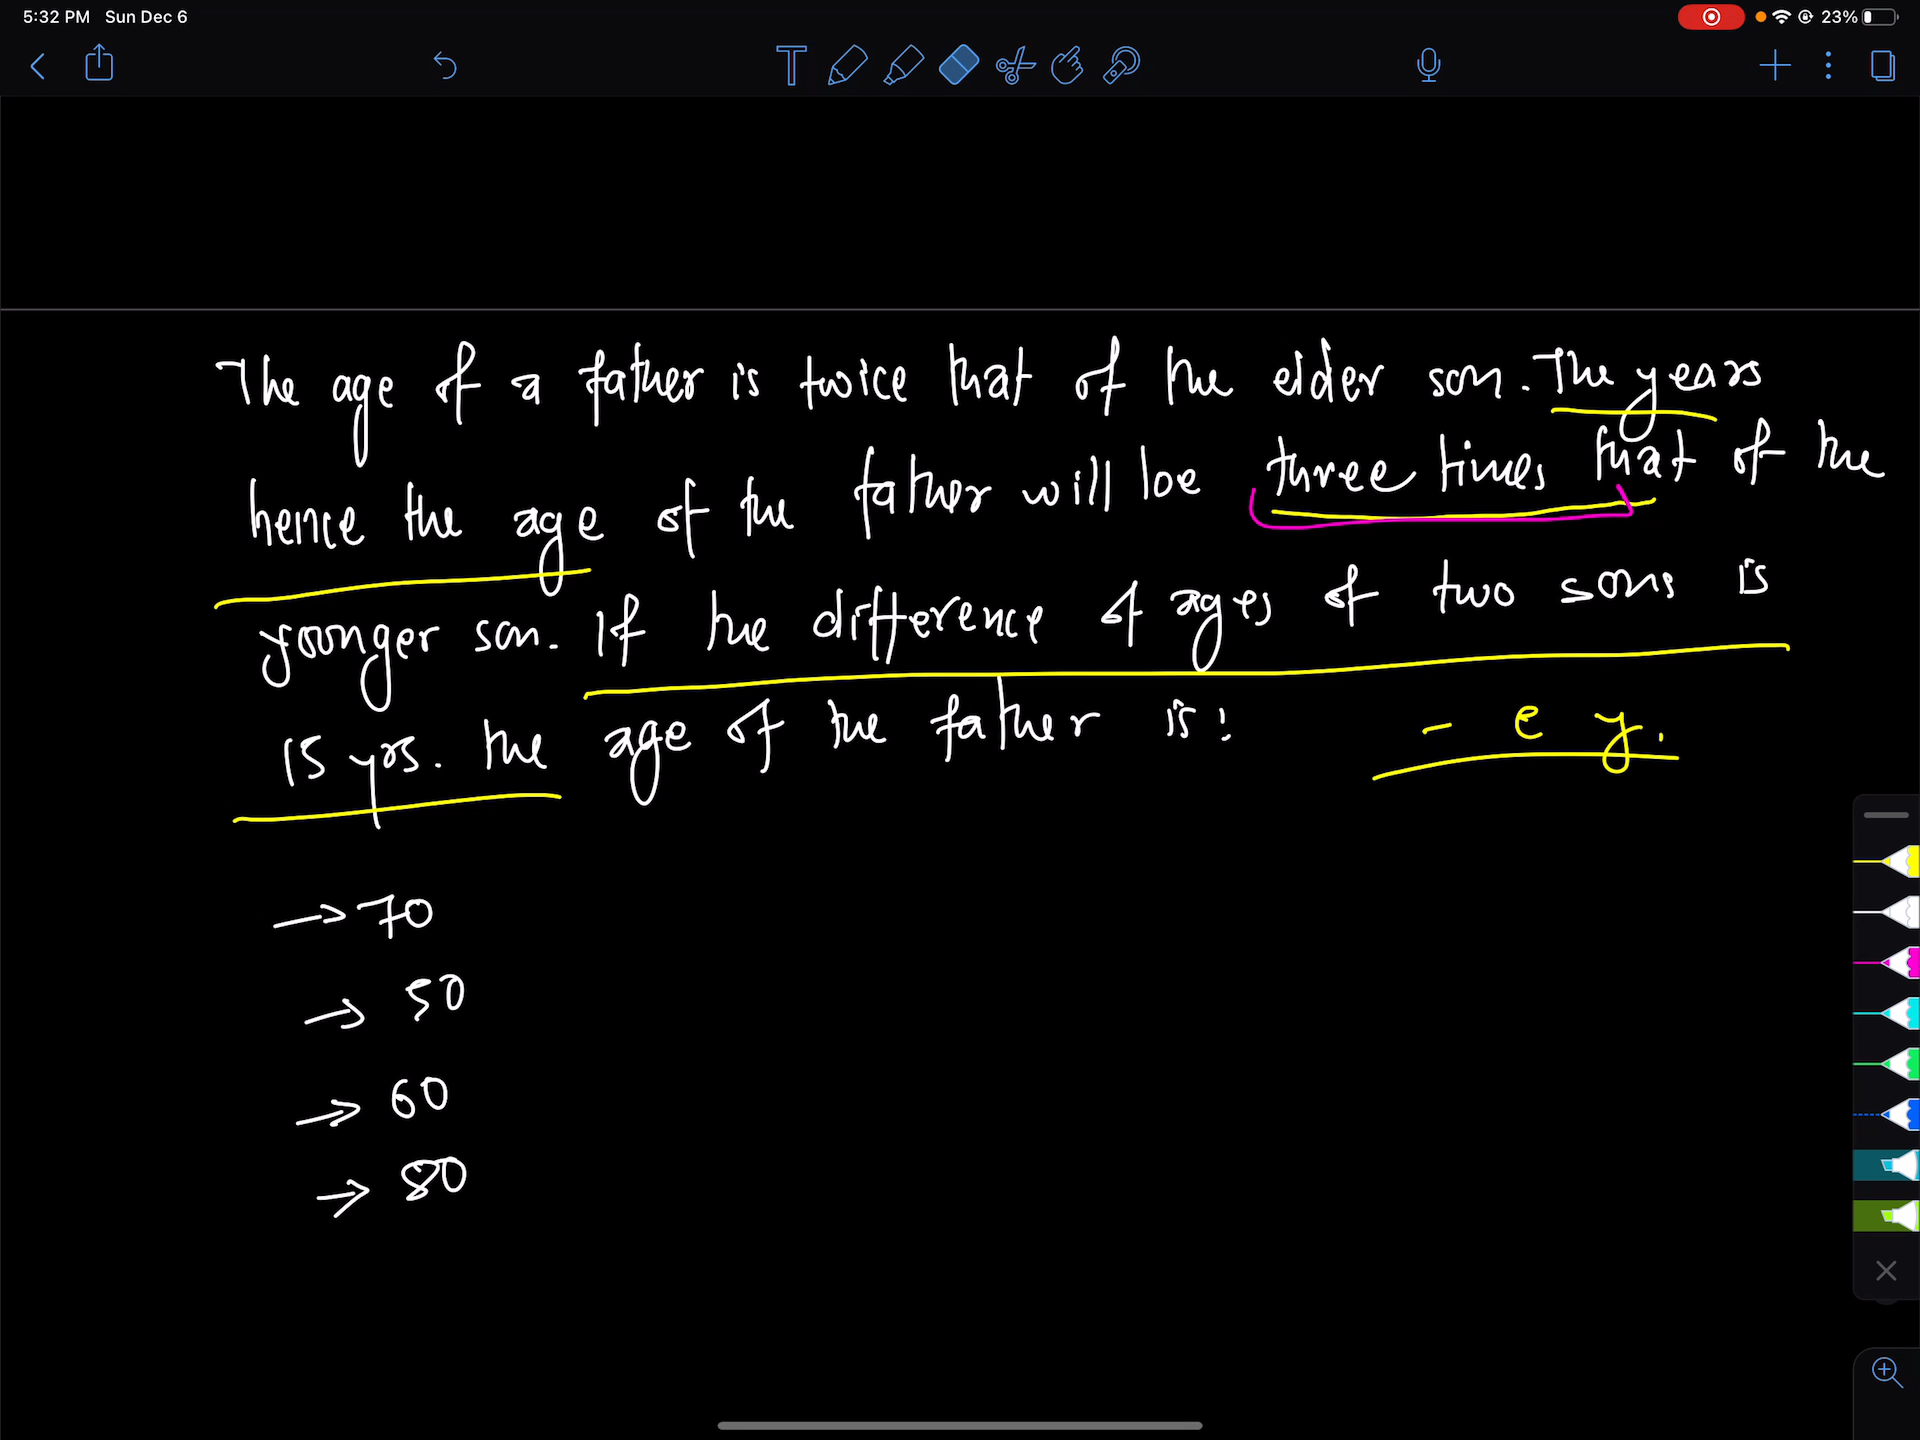 5:32 PM Sun Dec 6
23%
The age of a father is twice that of the elder son. The years
hence the age of the father will be three times that of the
younger son. If the difference of ages of two sons is
15 yrs. the age of the father is!
- e y.
→ 70
→ 50
→ 60
→ 80